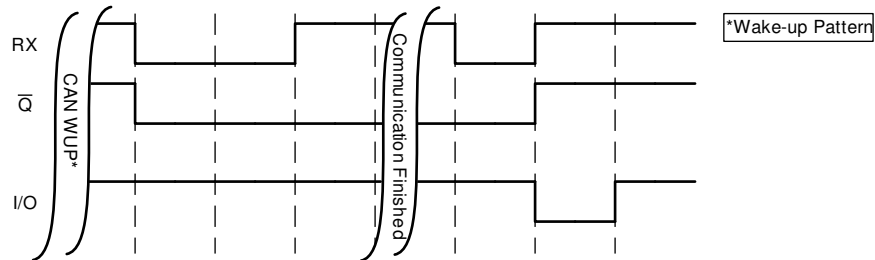 RX
*Wake-up Pattern
Q̅
CAN WUP*
Communication Finished
I/O